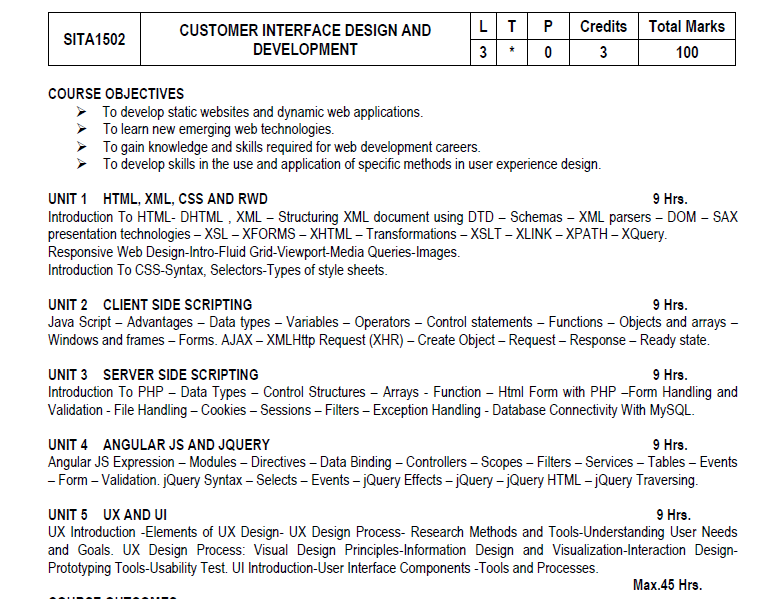 SITA1502 CUSTOMER INTERFACE DESIGN AND DEVELOPMENT L T P Credits Total Marks
3 * 0 3 100
COURSE OBJECTIVES
➢ To develop static websites and dynamic web applications.
➢ To learn new emerging web technologies.
➢ To gain knowledge and skills required for web development careers.
➢ To develop skills in the use and application of specific methods in user experience design.
UNIT 1 HTML, XML, CSS AND RWD 9 Hrs.
Introduction To HTML- DHTML , XML – Structuring XML document using DTD – Schemas – XML parsers – DOM – SAX
presentation technologies – XSL – XFORMS – XHTML – Transformations – XSLT – XLINK – XPATH – XQuery.
Responsive Web Design-Intro-Fluid Grid-Viewport-Media Queries-Images.
Introduction To CSS-Syntax, Selectors-Types of style sheets.
UNIT 2 CLIENT SIDE SCRIPTING 9 Hrs.
Java Script – Advantages – Data types – Variables – Operators – Control statements – Functions – Objects and arrays –
Windows and frames – Forms. AJAX – XMLHttp Request (XHR) – Create Object – Request – Response – Ready state.
UNIT 3 SERVER SIDE SCRIPTING 9 Hrs.
Introduction To PHP – Data Types – Control Structures – Arrays - Function – Html Form with PHP –Form Handling and
Validation - File Handling – Cookies – Sessions – Filters – Exception Handling - Database Connectivity With MySQL.
UNIT 4 ANGULAR JS AND JQUERY 9 Hrs.
Angular JS Expression – Modules – Directives – Data Binding – Controllers – Scopes – Filters – Services – Tables – Events
– Form – Validation. jQuery Syntax – Selects – Events – jQuery Effects – jQuery – jQuery HTML – jQuery Traversing.
UNIT 5 UX AND UI 9 Hrs.
UX Introduction -Elements of UX Design- UX Design Process- Research Methods and Tools-Understanding User Needs
and Goals. UX Design Process: Visual Design Principles-Information Design and Visualization-Interaction Design-
Prototyping Tools-Usability Test. UI Introduction-User Interface Components -Tools and Processes.
Max.45 Hrs.
COURSE OUTCOMES